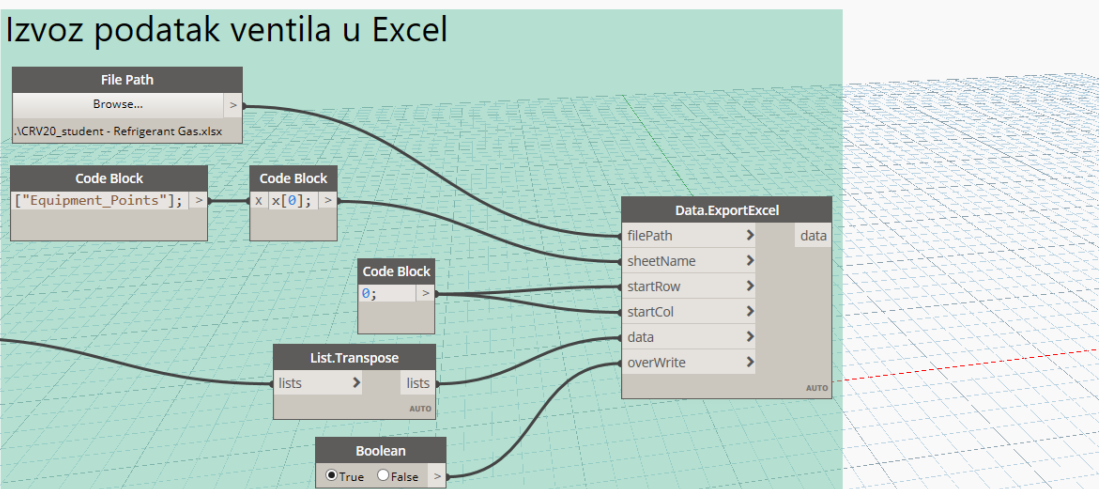 Izvoz podatak ventila u Excel
File Path
Browse... >
.\CRV20_student - Refrigerant Gas.xlsx
Code Block
["Equipment_Points"]; >
Code Block
x x[0]; >
Data.ExportExcel
filePath > data
sheetName >
startRow >
startCol >
data >
overWrite >
AUTO
Code Block
0; >
List.Transpose
lists > lists
AUTO
Boolean
True False >